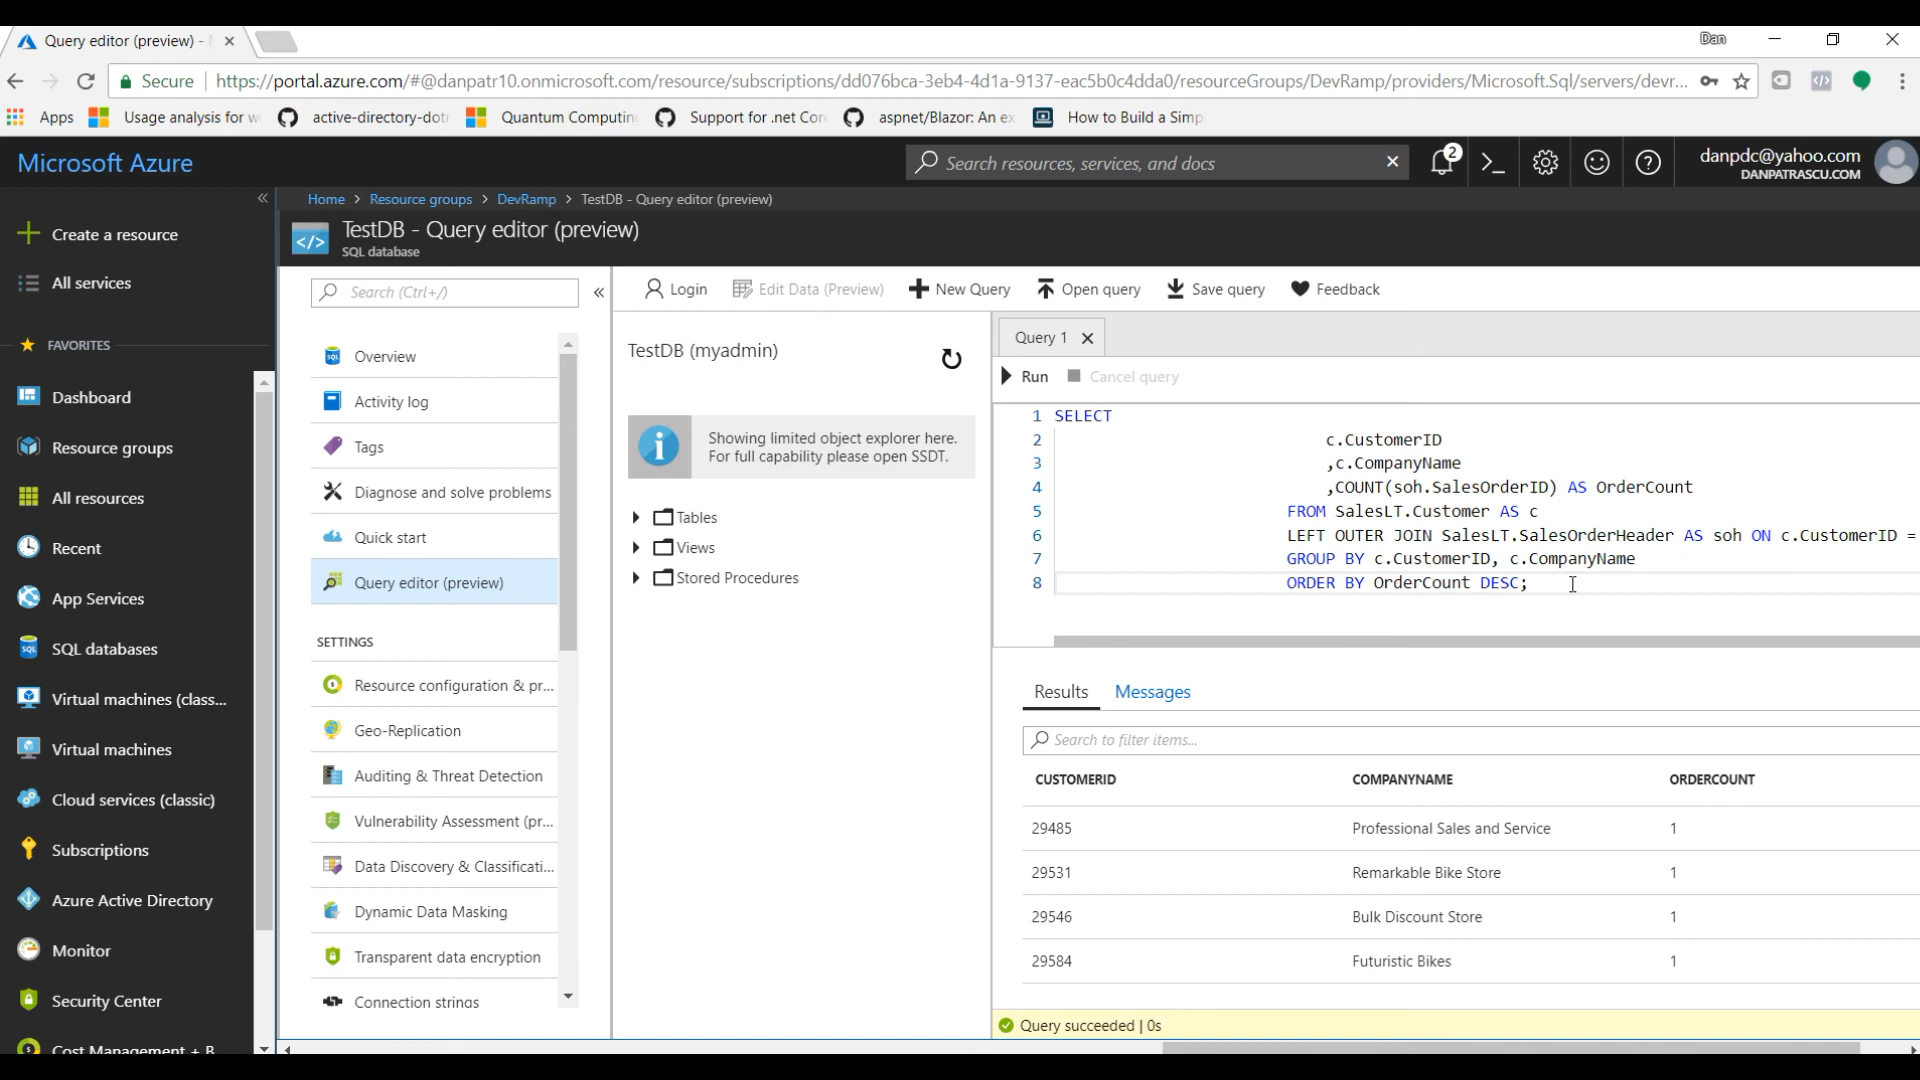 Query editor (preview) -
Dan
Secure
https://portal.azure.com/#@danpatr10.onmicrosoft.com/resource/subscriptions/dd076bca-3eb4-4d1a-9137-eac5b0c4dda0/resourceGroups/DevRamp/providers/Microsoft.Sql/servers/devr...
Apps
Usage analysis for w
active-directory-dotn
Quantum Computing
Support for .net Core
aspnet/Blazor: An ex
How to Build a Simpl
Microsoft Azure
Search resources, services, and docs
2
danpdc@yahoo.com
DANPATRASCU.COM
Home > Resource groups > DevRamp > TestDB - Query editor (preview)
TestDB - Query editor (preview)
SQL database
Create a resource
All services
FAVORITES
Dashboard
Resource groups
All resources
Recent
App Services
SQL databases
Virtual machines (class...
Virtual machines
Cloud services (classic)
Subscriptions
Azure Active Directory
Monitor
Security Center
Cost Management + B
Search (Ctrl+/)
Overview
Activity log
Tags
Diagnose and solve problems
Quick start
Query editor (preview)
SETTINGS
Resource configuration & pr...
Geo-Replication
Auditing & Threat Detection
Vulnerability Assessment (pr...
Data Discovery & Classificati...
Dynamic Data Masking
Transparent data encryption
Connection strings
Login
Edit Data (Preview)
New Query
Open query
Save query
Feedback
TestDB (myadmin)
Showing limited object explorer here.
For full capability please open SSDT.
Tables
Views
Stored Procedures
Query 1
Run
Cancel query
1 SELECT
2 c.CustomerID
3 ,c.CompanyName
4 ,COUNT(soh.SalesOrderID) AS OrderCount
5 FROM SalesLT.Customer AS c
6 LEFT OUTER JOIN SalesLT.SalesOrderHeader AS soh ON c.CustomerID =
7 GROUP BY c.CustomerID, c.CompanyName
8 ORDER BY OrderCount DESC;
Results
Messages
Search to filter items...
CUSTOMERID COMPANYNAME ORDERCOUNT
29485 Professional Sales and Service 1
29531 Remarkable Bike Store 1
29546 Bulk Discount Store 1
29584 Futuristic Bikes 1
Query succeeded | 0s